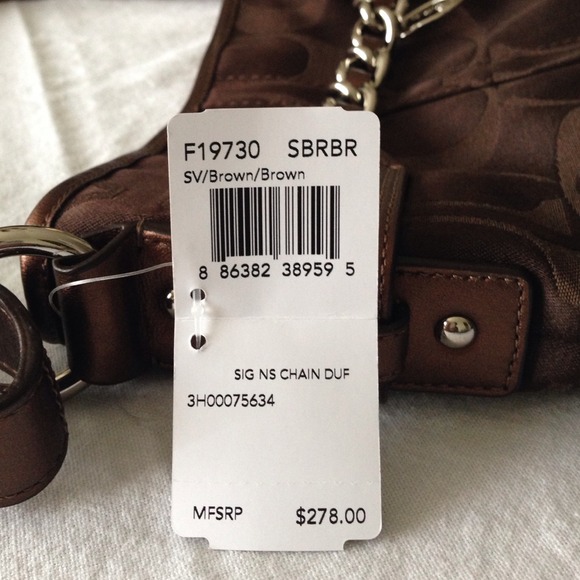 F19730 SBRBR
SV/Brown/Brown
8 86382 38959 5
SIG NS CHAIN DUF
3H00075634
MFSRP $278.00